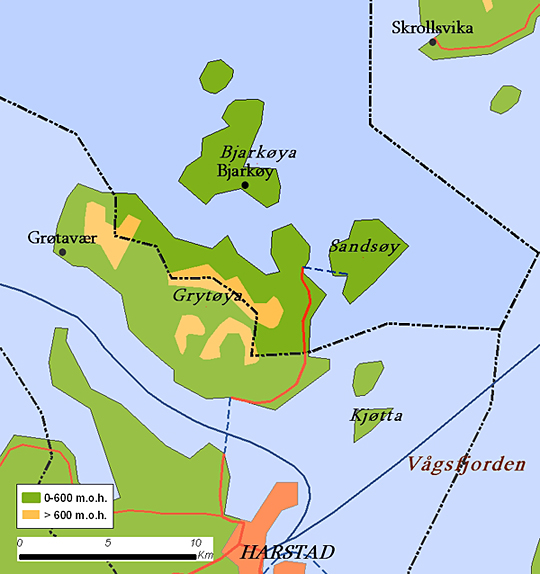 Skrollsvika
Bjarkøya
Bjarkøy
Grøtavær
Sandsøy
Grytøya
Kjøtta
Vågsfjorden
0-600 m.o.h.
> 600 m.o.h.
0 5 10
Km
HARSTAD